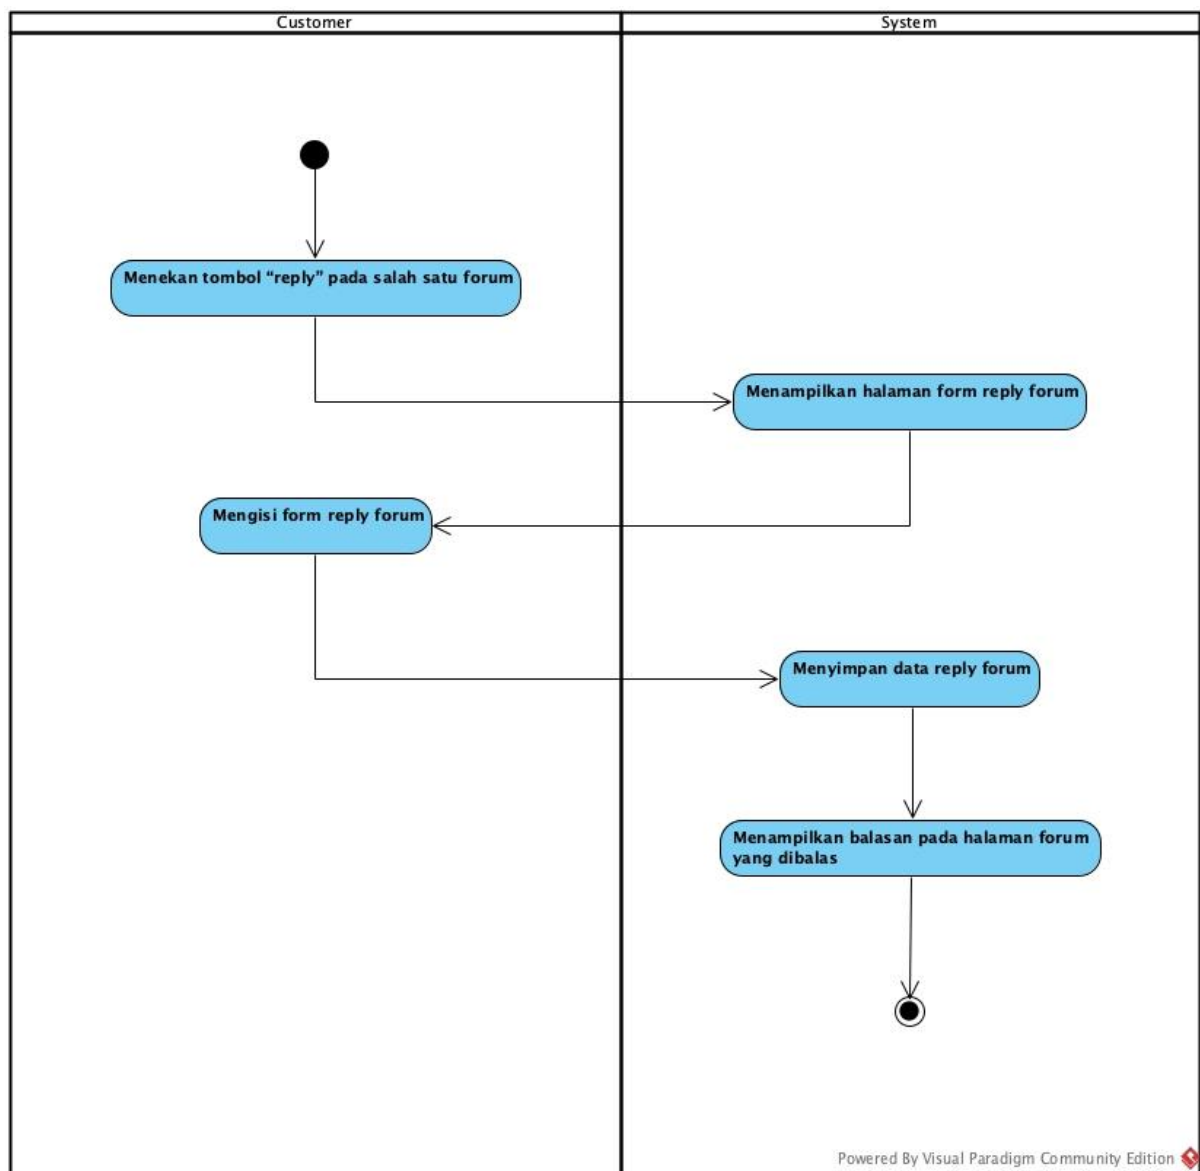 Customer
System
Menekan tombol “reply” pada salah satu forum
Menampilkan halaman form reply forum
Mengisi form reply forum
Menyimpan data reply forum
Menampilkan balasan pada halaman forum
yang dibalas
Powered By Visual Paradigm Community Edition